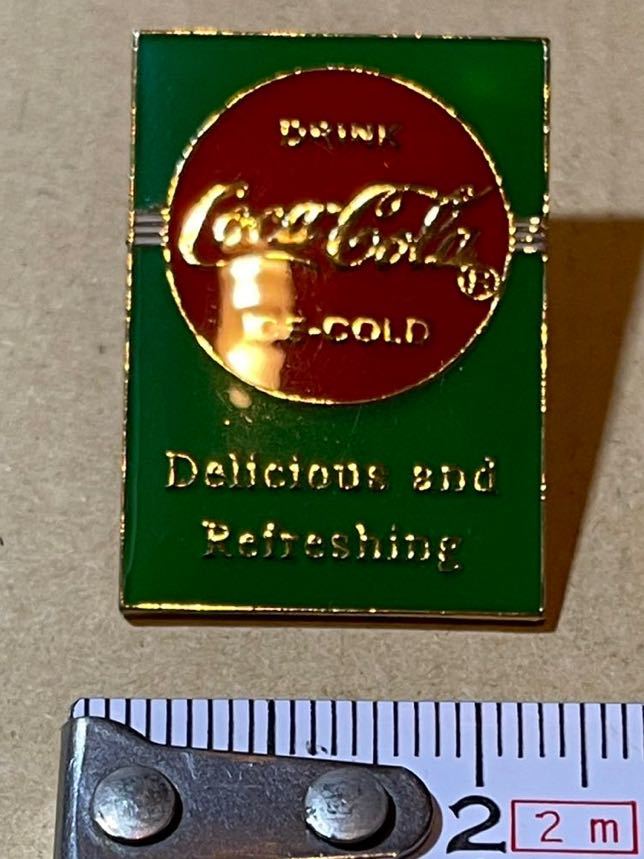 DRINK
Coca-Cola
®
ICE-COLD
Delicious and
Refreshing
2 2 m